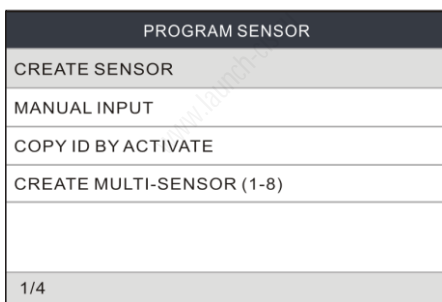 PROGRAM SENSOR
CREATE SENSOR
MANUAL INPUT
COPY ID BY ACTIVATE
CREATE MULTI-SENSOR (1-8)
1/4